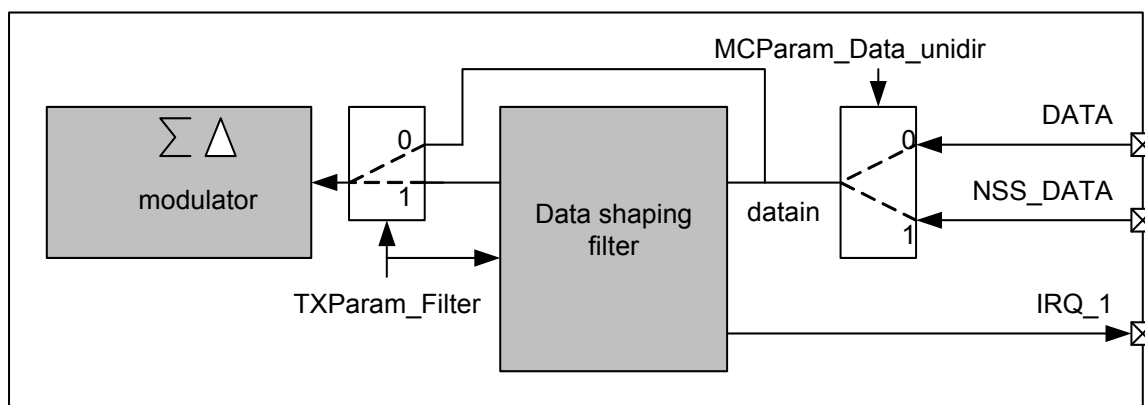 MCParam_Data_unidir
DATA
NSS_DATA
IRQ_1
0
1
datain
Data shaping
filter
0
1
TXParam_Filter
Σ Δ
modulator